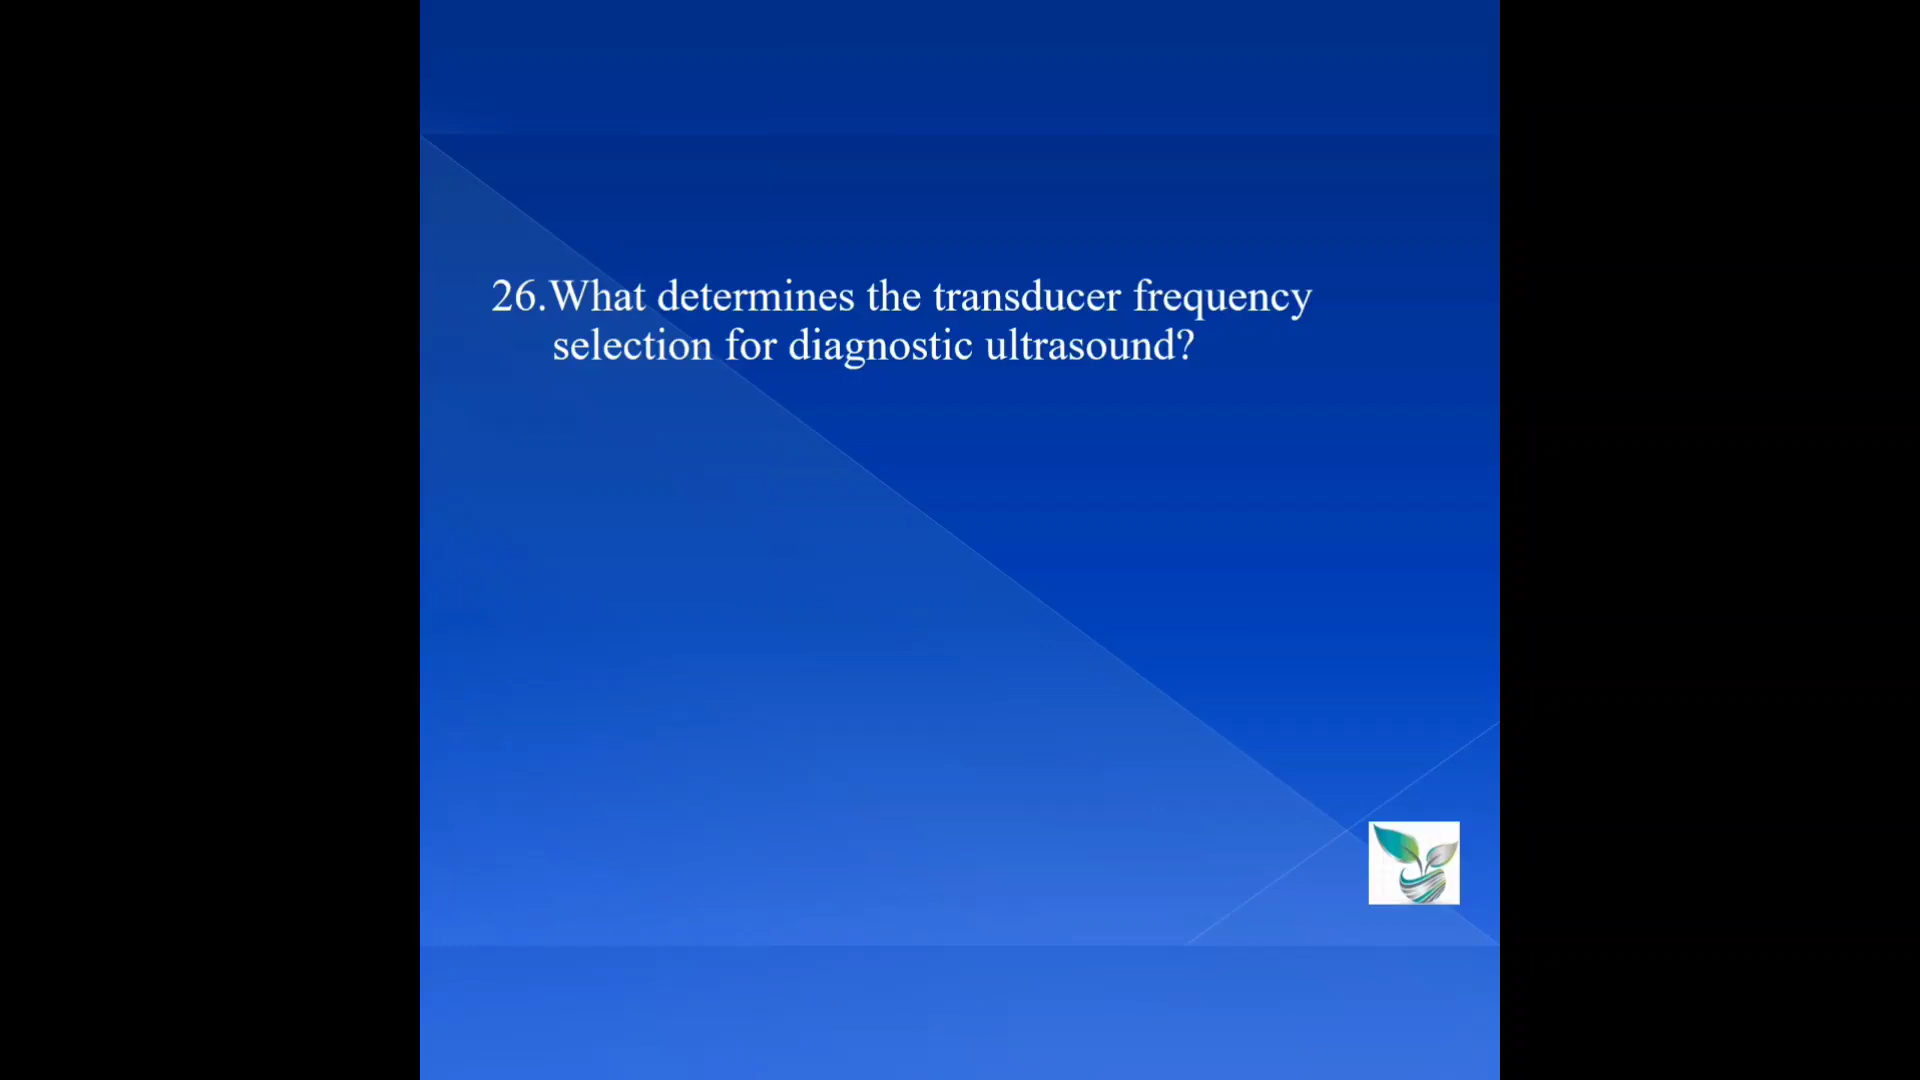 26.What determines the transducer frequency
selection for diagnostic ultrasound?